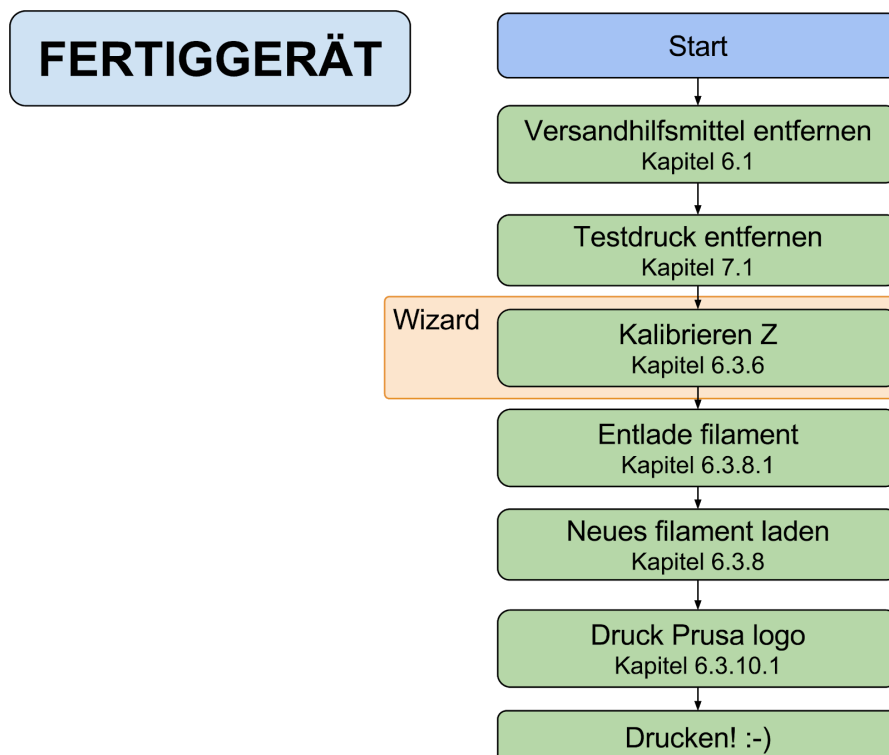 FERTIGGERÄT
Start
Versandhilfsmittel entfernen
Kapitel 6.1
Testdruck entfernen
Kapitel 7.1
Wizard
Kalibrieren Z
Kapitel 6.3.6
Entlade filament
Kapitel 6.3.8.1
Neues filament laden
Kapitel 6.3.8
Druck Prusa logo
Kapitel 6.3.10.1
Drucken! :-)